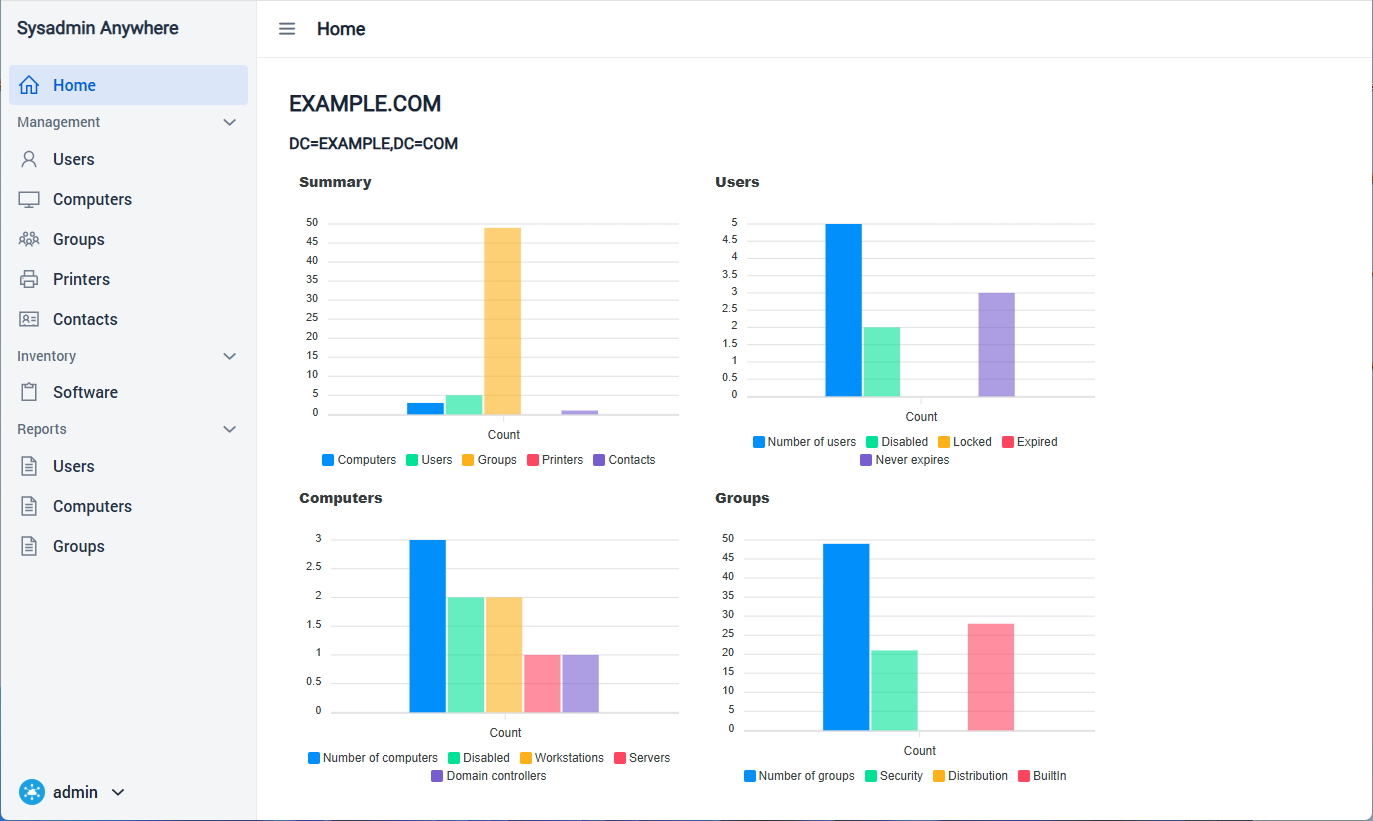 Sysadmin Anywhere
Home
Management
Users
Computers
Groups
Printers
Contacts
Inventory
Software
Reports
Users
Computers
Groups
admin
Home
EXAMPLE.COM
DC=EXAMPLE,DC=COM
Summary
50
45
40
35
30
25
20
15
10
5
0
Count
Computers Users Groups Printers Contacts
Users
5
4.5
4
3.5
3
2.5
2
1.5
1
0.5
0
Count
Number of users Disabled Locked Expired
Never expires
Computers
3
2.5
2
1.5
1
0.5
0
Count
Number of computers Disabled Workstations Servers
Domain controllers
Groups
50
45
40
35
30
25
20
15
10
5
0
Count
Number of groups Security Distribution BuiltIn